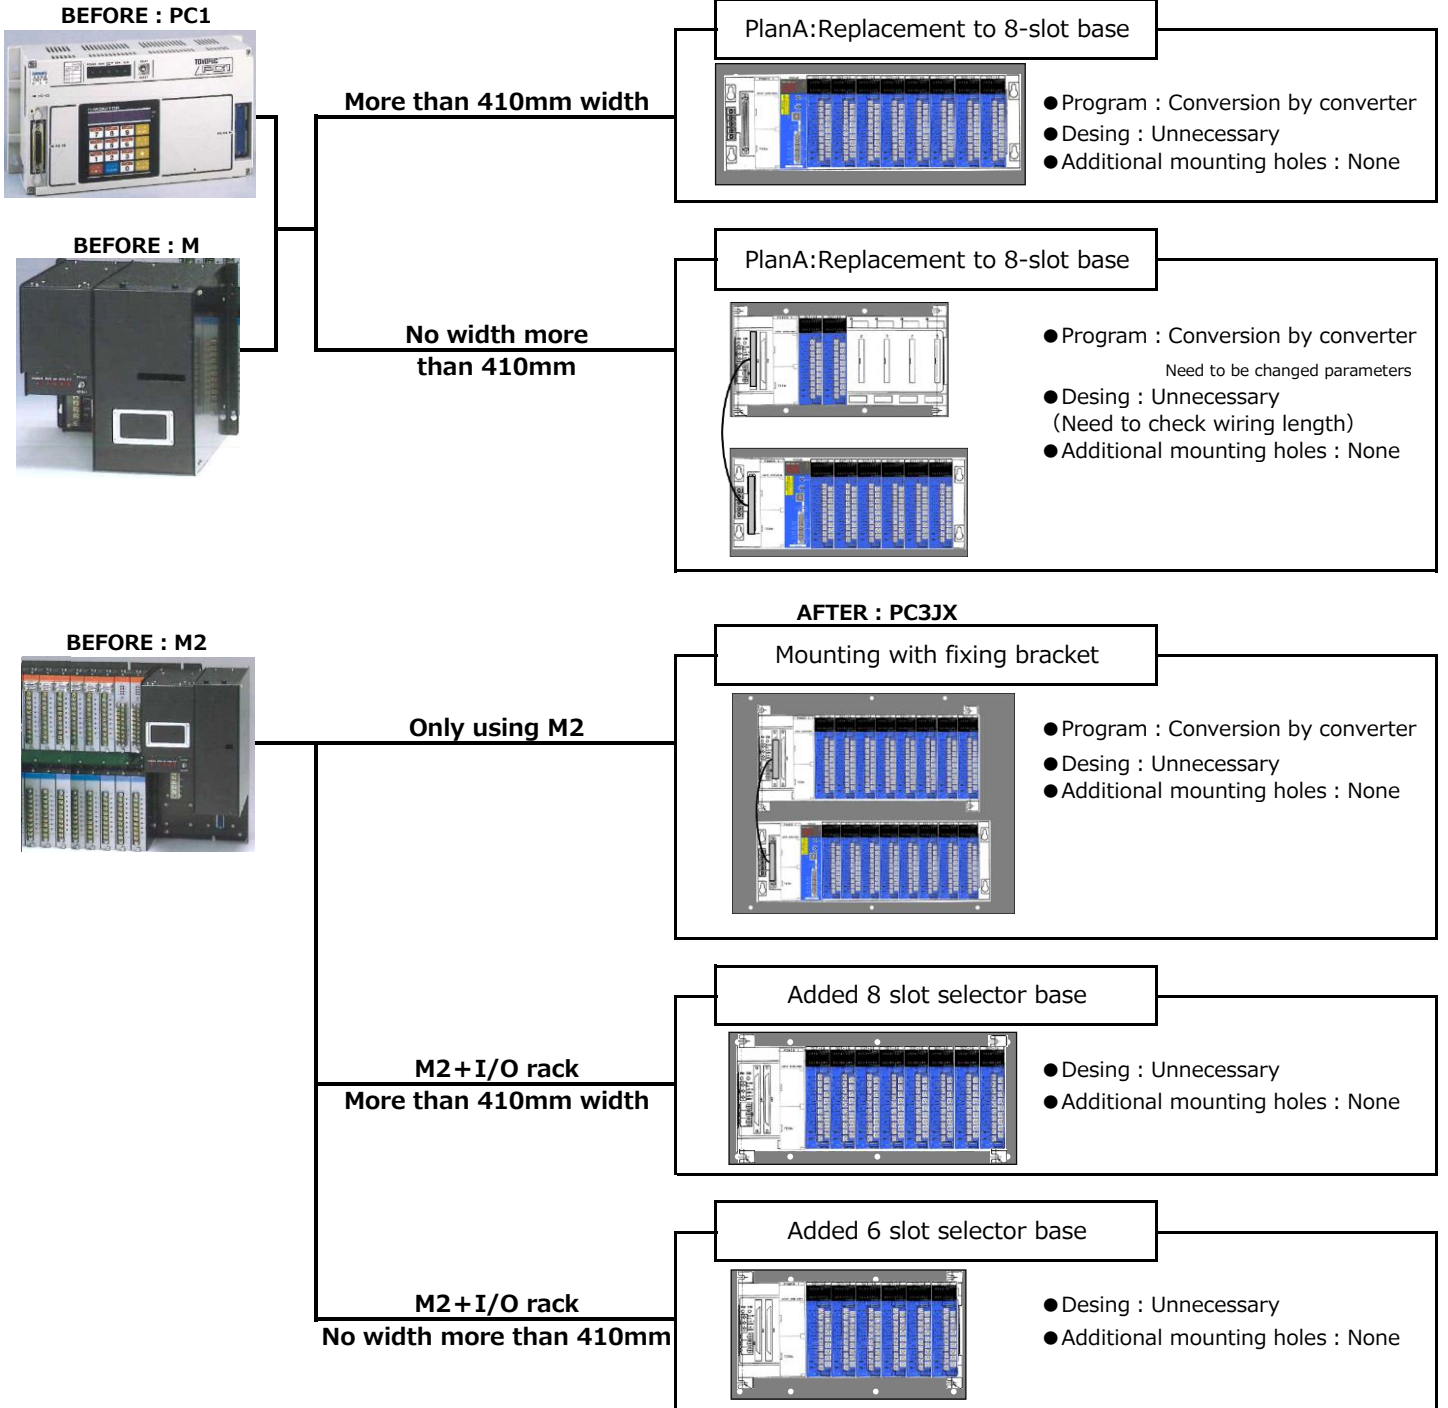 BEFORE : PC1
TOYOPUC
PC1
More than 410mm width
PlanA:Replacement to 8-slot base
●Program : Conversion by converter
●Desing : Unnecessary
●Additional mounting holes : None
BEFORE : M
No width more
than 410mm
PlanA:Replacement to 8-slot base
●Program : Conversion by converter
Need to be changed parameters
●Desing : Unnecessary
（Need to check wiring length）
●Additional mounting holes : None
AFTER : PC3JX
BEFORE : M2
Only using M2
Mounting with fixing bracket
●Program : Conversion by converter
●Desing : Unnecessary
●Additional mounting holes : None
M2+I/O rack
More than 410mm width
Added 8 slot selector base
●Desing : Unnecessary
●Additional mounting holes : None
M2+I/O rack
No width more than 410mm
Added 6 slot selector base
●Desing : Unnecessary
●Additional mounting holes : None